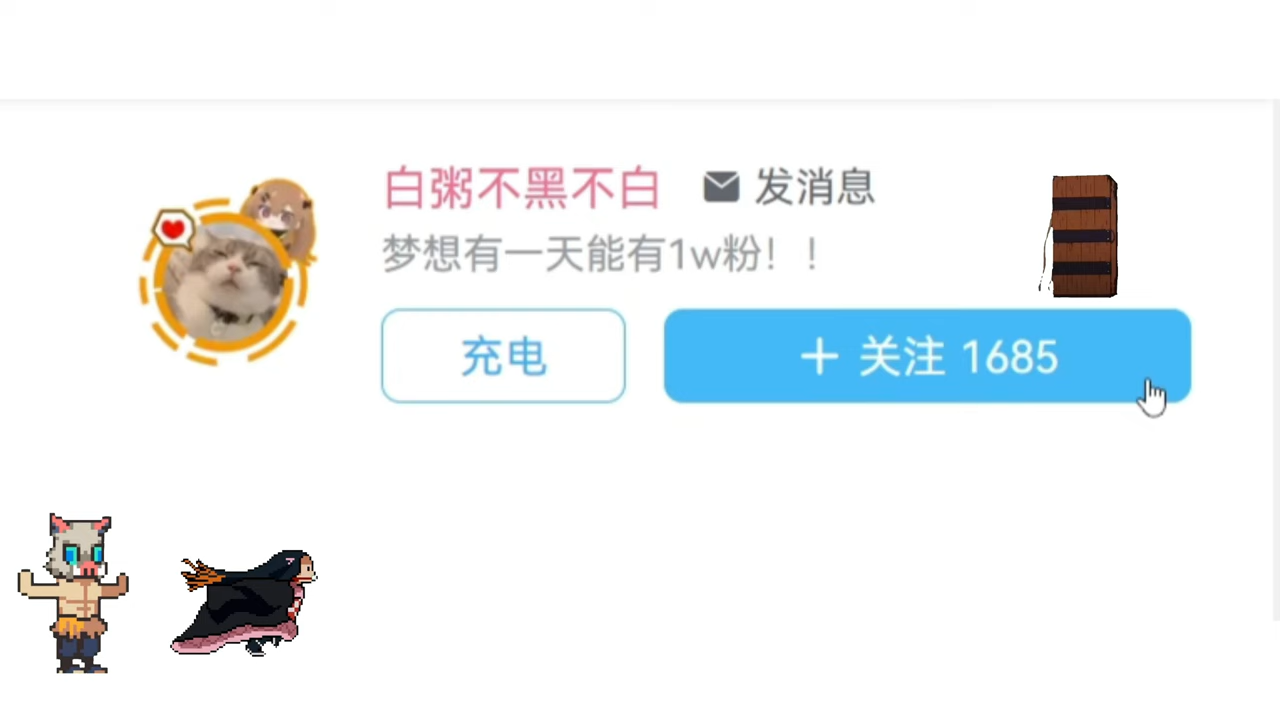 白粥不黑不白 发消息
梦想有一天能有1w粉！！
充电
+ 关注 1685